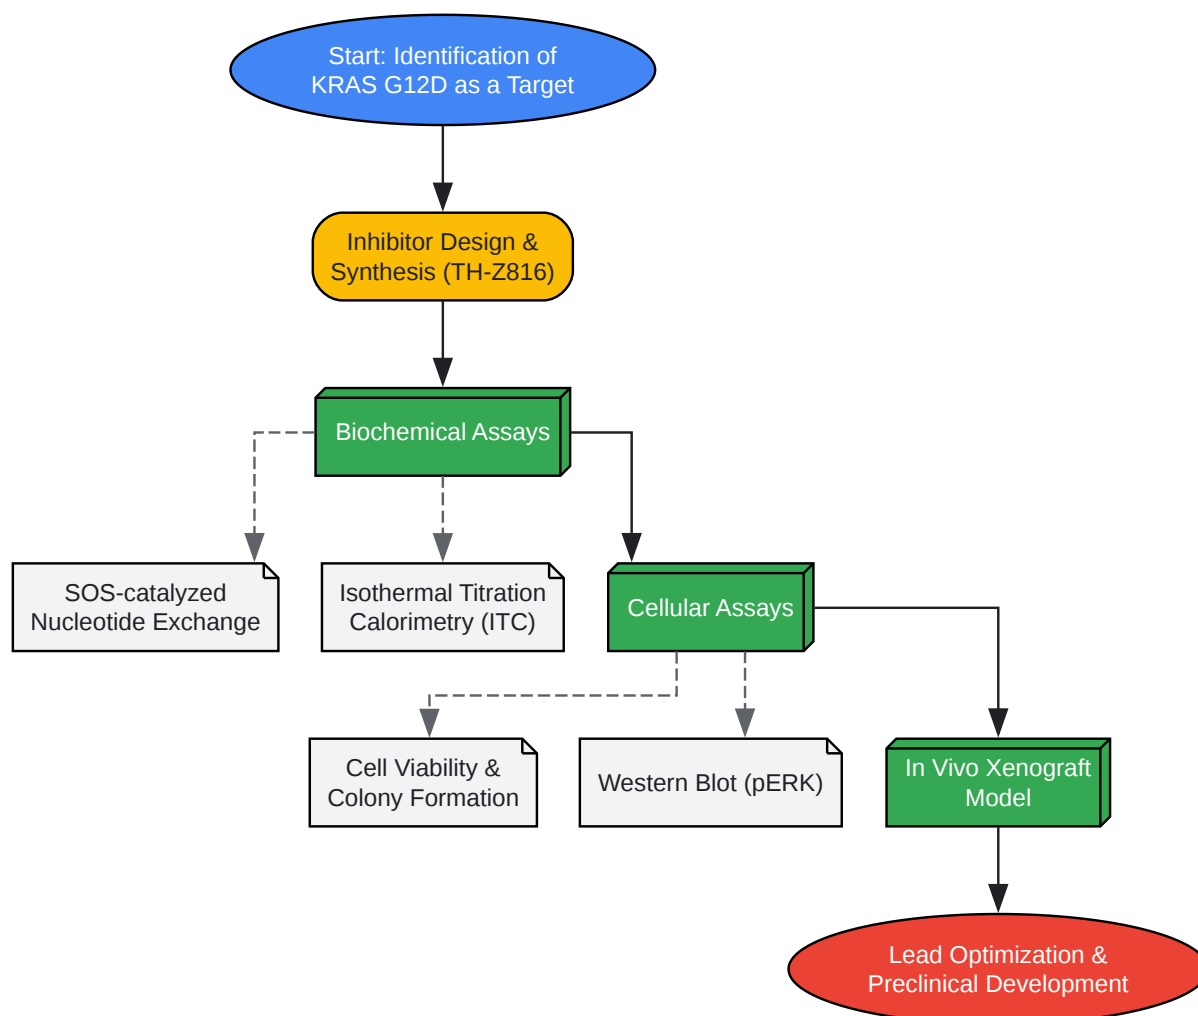 Start: Identification of
KRAS G12D as a Target
Inhibitor Design &
Synthesis (TH-Z816)
Biochemical Assays
SOS-catalyzed
Nucleotide Exchange
Isothermal Titration
Calorimetry (ITC)
Cellular Assays
Cell Viability &
Colony Formation
Western Blot (pERK)
In Vivo Xenograft
Model
Lead Optimization &
Preclinical Development